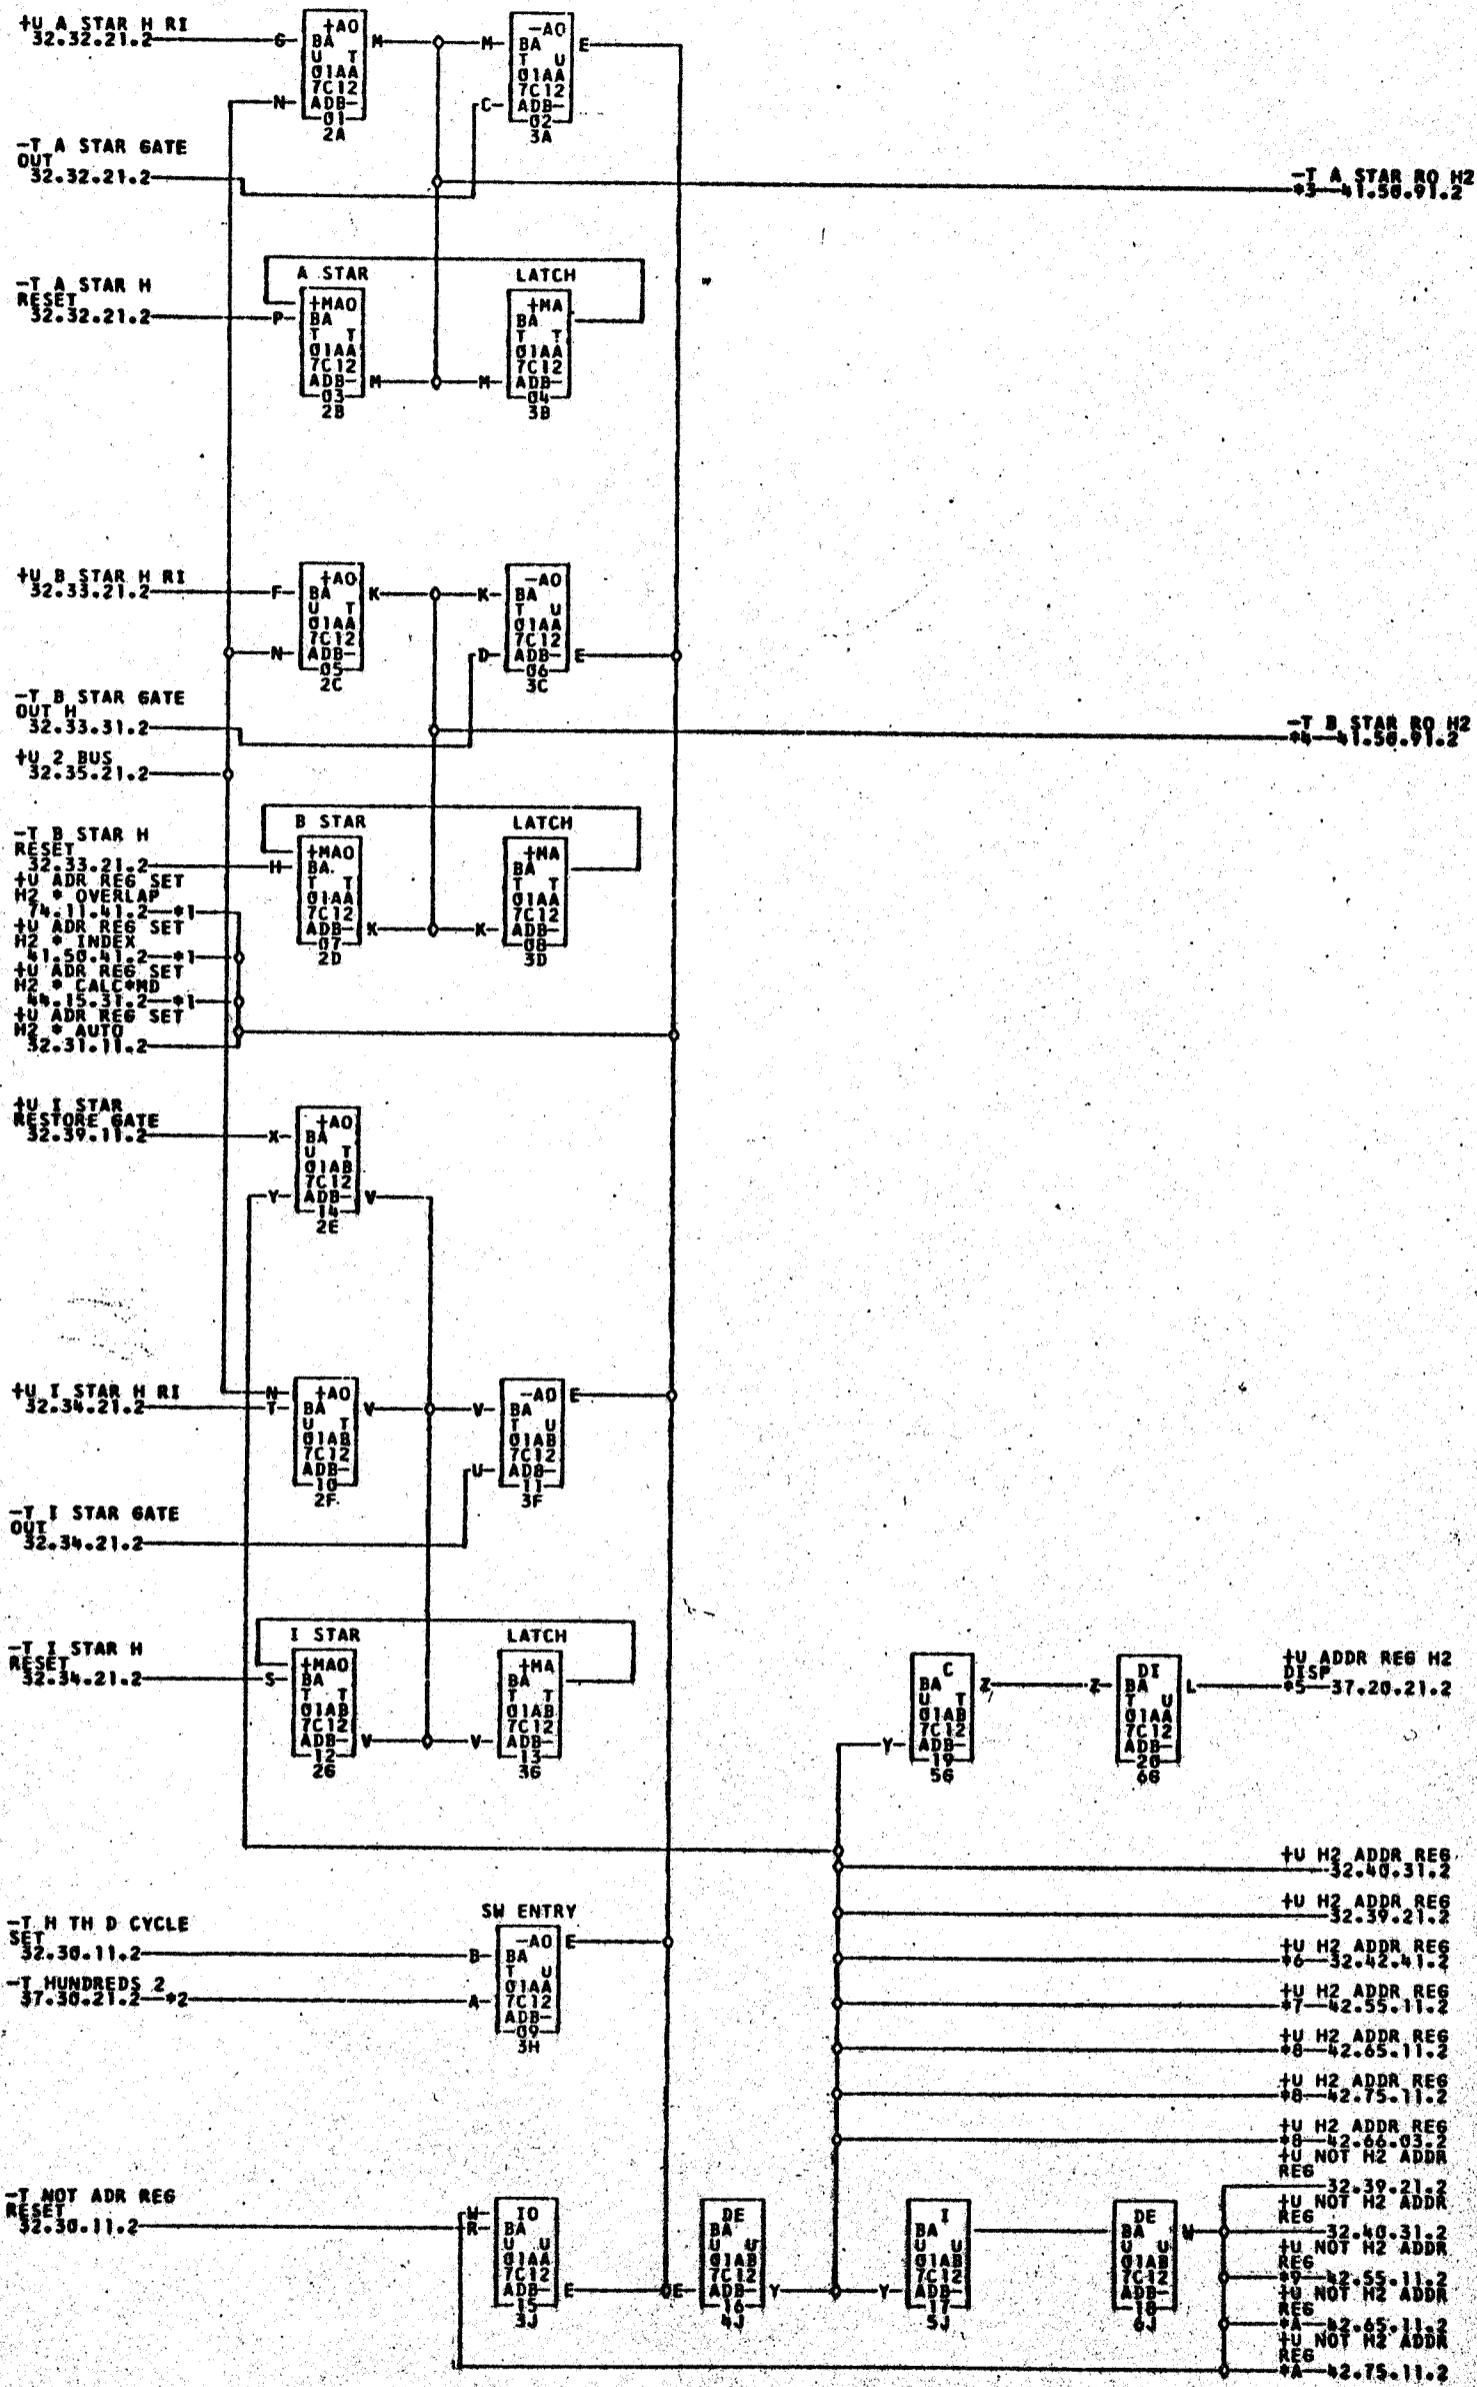 +U A STAR H RI
32.32.21.2
G
+AO
BA M
U T
01AA
7C12
N ADB-
01
2A
M
-AO
BA E
T U
01AA
7C12
C ADB-
02
3A
-T A STAR GATE
OUT
32.32.21.2
-T A STAR RO H2
*3 41.50.91.2
-T A STAR H
RESET
32.32.21.2
A STAR
+MAO
P BA
T T
01AA
7C12
ADB- M
03
2B
LATCH
+MA
BA
T T
01AA
7C12
M ADB-
04
3B
+U B STAR H RI
32.33.21.2
F
+AO
BA K
U T
01AA
7C12
N ADB-
05
2C
K
-AO
BA
T U
01AA
7C12
D ADB- E
06
3C
-T B STAR GATE
OUT H
32.33.31.2
-T B STAR RO H2
*4 41.50.91.2
+U 2 BUS
32.35.21.2
-T B STAR H
RESET
32.33.21.2
B STAR
+MAO
H BA
T T
01AA
7C12
ADB- K
07
2D
LATCH
+MA
BA
T T
01AA
7C12
K ADB-
08
3D
+U ADR REG SET
H2 * OVERLAP
74.11.41.2 *1
+U ADR REG SET
H2 * INDEX
41.50.41.2 *1
+U ADR REG SET
H2 * CALC*MD
44.15.31.2 *1
+U ADR REG SET
H2 * AUTO
32.31.11.2
+U I STAR
RESTORE GATE
32.39.11.2
X
+AO
BA
U T
01AB
7C12
Y ADB- V
14
2E
+U I STAR H RI
32.34.21.2
N +AO
T BA V
U T
01AB
7C12
ADB-
10
2F
-AO E
V BA
T U
01AB
7C12
U ADB-
11
3F
-T I STAR GATE
OUT
32.34.21.2
-T I STAR H
RESET
32.34.21.2
I STAR
+MAO
S BA
T T
01AB
7C12
ADB- V
12
2G
LATCH
+MA
BA
T T
01AB
7C12
V ADB-
13
3G
C
BA Z
U T
01AB
7C12
Y ADB-
19
5G
DI
Z BA L
T U
01AA
7C12
ADB-
20
6G
+U ADDR REG H2
DISP
*5 37.20.21.2
+U H2 ADDR REG
32.40.31.2
+U H2 ADDR REG
32.39.21.2
+U H2 ADDR REG
*6 32.42.41.2
+U H2 ADDR REG
*7 42.55.11.2
+U H2 ADDR REG
*8 42.65.11.2
+U H2 ADDR REG
*8 42.75.11.2
+U H2 ADDR REG
*8 42.66.03.2
-T H TH D CYCLE
SET
32.30.11.2
-T HUNDREDS 2
37.30.21.2 *2
SW ENTRY
-AO E
B BA
T U
01AA
A 7C12
ADB-
09
3H
-T NOT ADR REG
RESET
32.30.11.2
W IO
R BA
U U
01AA
7C12
ADB- E
15
3J
DE
BA
U U
01AB
7C12
E ADB- Y
16
4J
I
BA
U U
01AB
7C12
Y ADB-
17
5J
DE
BA W
U U
01AB
7C12
ADB-
18
6J
+U NOT H2 ADDR
REG
32.39.21.2
+U NOT H2 ADDR
REG
32.40.31.2
+U NOT H2 ADDR
REG
*9 42.55.11.2
+U NOT H2 ADDR
REG
*A 42.65.11.2
+U NOT H2 ADDR
REG
*A 42.75.11.2